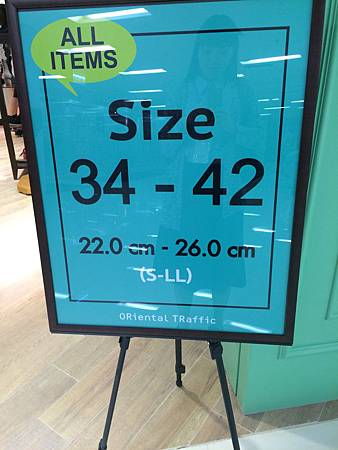 ALL
ITEMS
Size
34 - 42
22.0 cm - 26.0 cm
(S-LL)
ORiental TRaffic